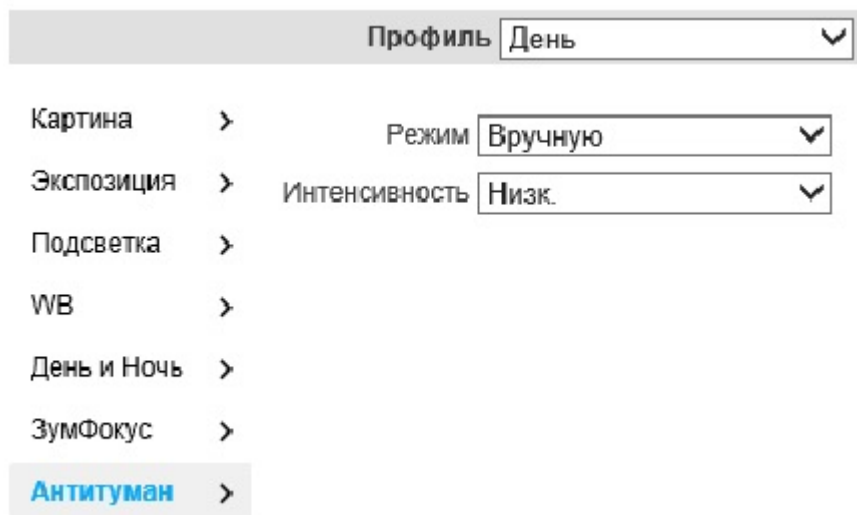 Профиль День
Картина
Режим Вручную
Экспозиция
Интенсивность Низк.
Подсветка
WB
День и Ночь
ЗумФокус
Антитуман